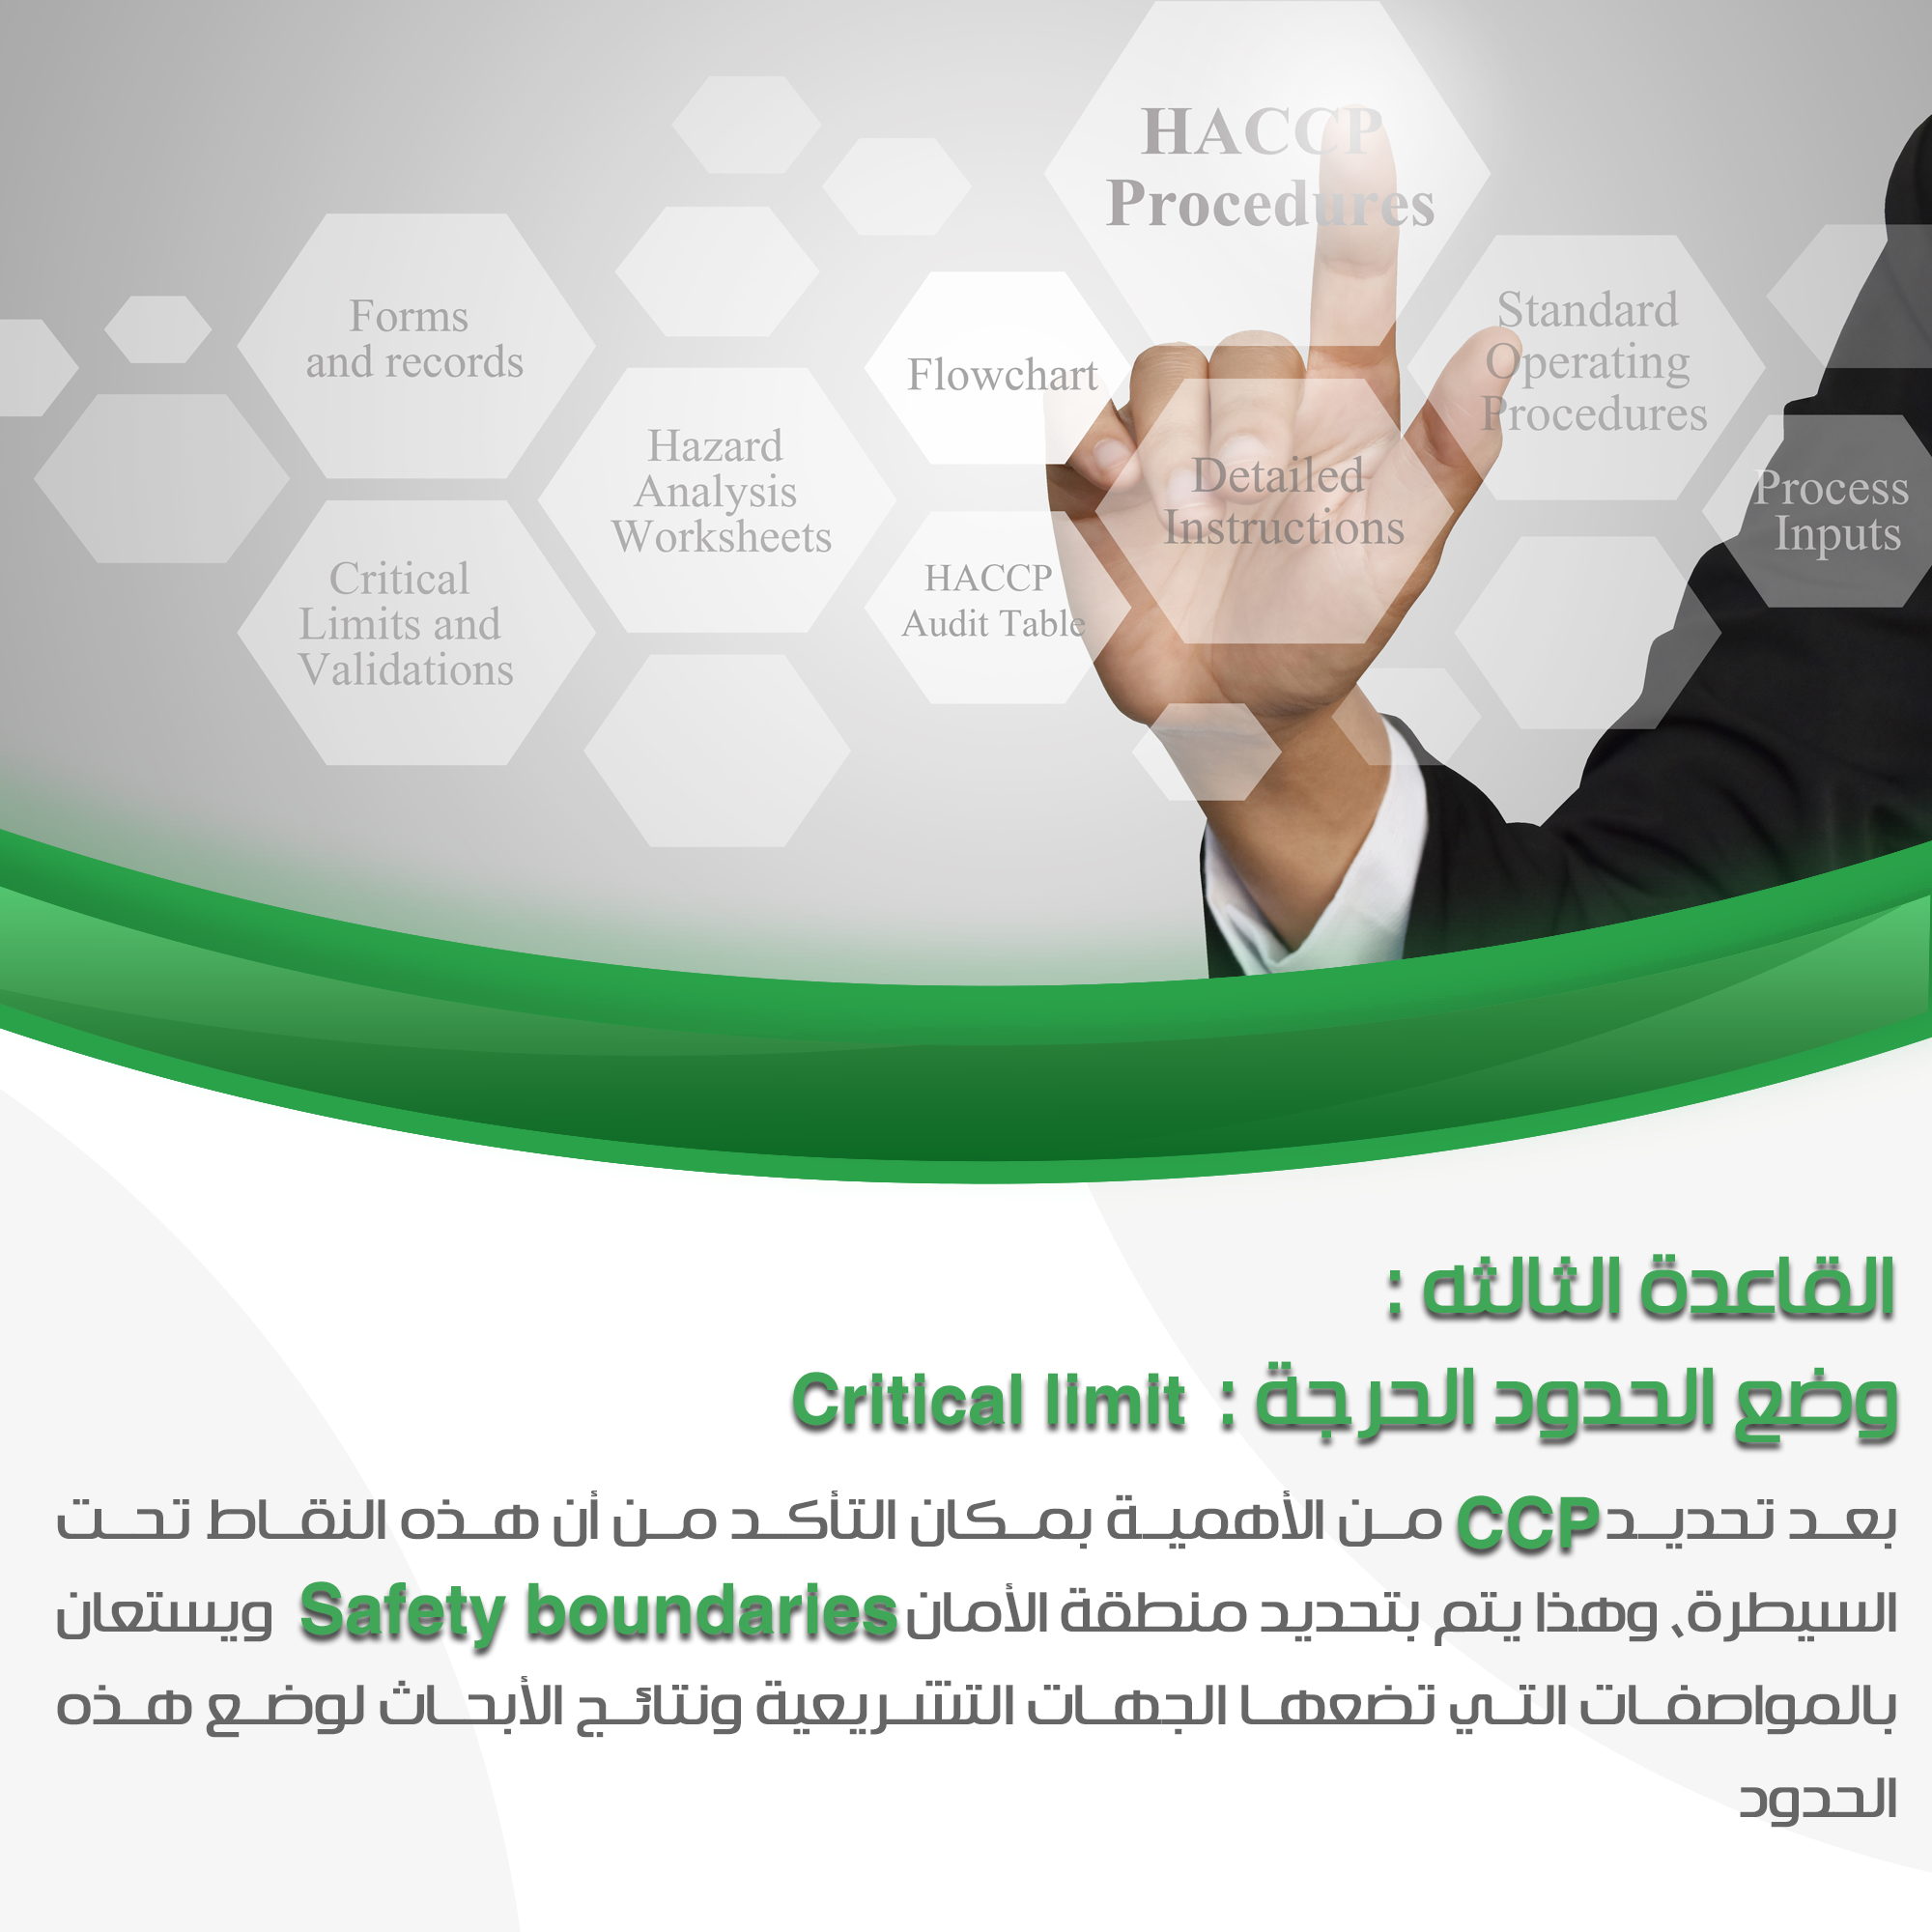 HACCP
Procedures
Forms
and records
Flowchart
Standard
Operating
Procedures
Hazard
Analysis
Worksheets
Detailed
Instructions
Process
Inputs
Critical
Limits and
Validations
HACCP
Audit Table
القاعدة الثالثه :
وضع الحدود الحرجة : Critical limit
بعد تحديد CCP من الأهمية بمكان التأكد من أن هذه النقاط تحت
السيطرة، وهذا يتم بتحديد منطقة الأمان Safety boundaries ويستعان
بالمواصفات التي تضعها الجهات التشريعية ونتائج الأبحاث لوضع هذه
الحدود